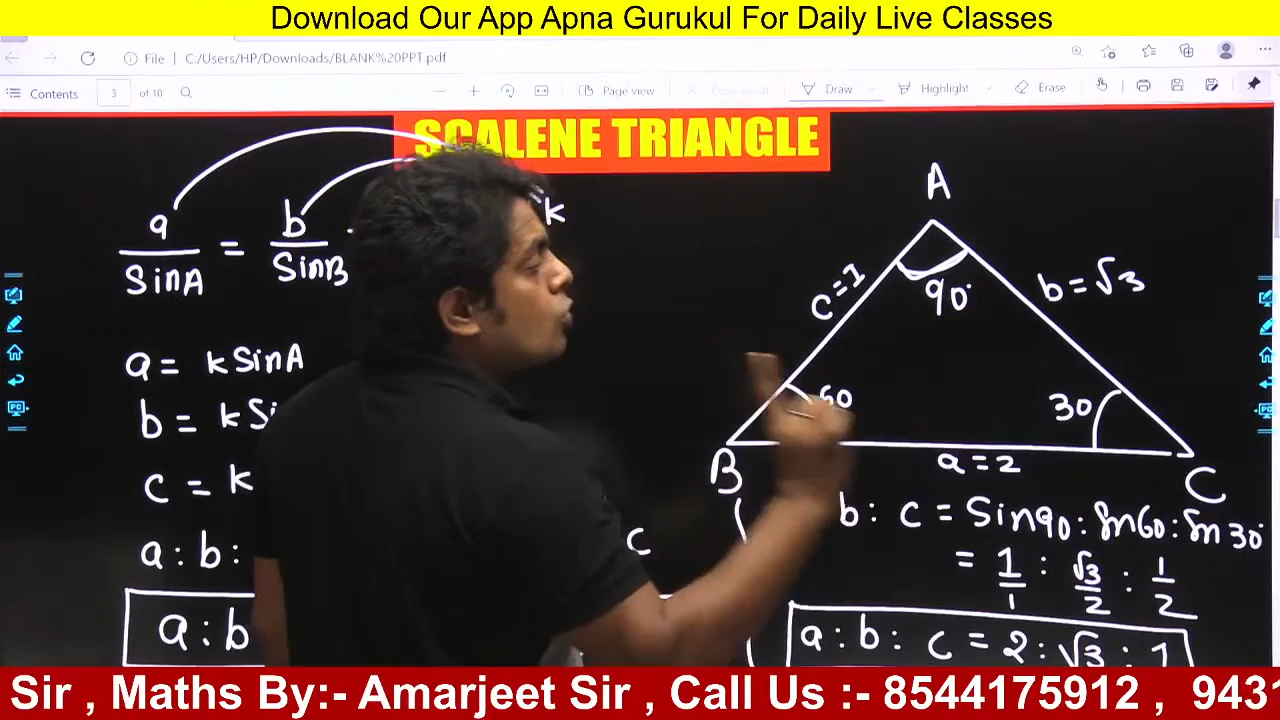 Download Our App Apna Gurukul For Daily Live Classes
File C:/Users/HP/Downloads/BLANK%20PPT.pdf
Contents 3 of 10 Page view Draw Highlight Erase
SCALENE TRIANGLE
a/SinA = b/SinB
= k
a = k SinA
b = k
c = k
a : b :
a : b
c
A
c = 1
90°
b = √3
60
30
B
a = 2
C
b : c = Sin90 : Sin60 : Sin30°
= 1/1 : √3/2 : 1/2
a : b : c = 2 : √3 : 1
Sir , Maths By:- Amarjeet Sir , Call Us :- 8544175912 , 943